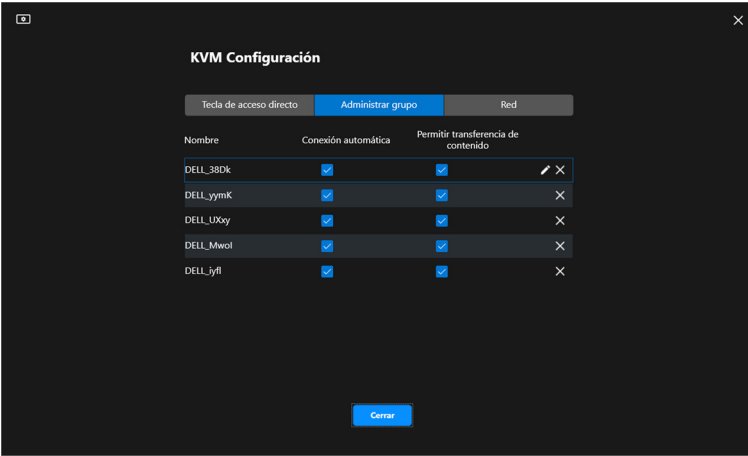 KVM Configuración
Tecla de acceso directo Administrar grupo Red
Nombre Conexión automática Permitir transferencia de
contenido
DELL_38Dk
DELL_yymK
DELL_UXxy
DELL_Mwol
DELL_iyfl
Cerrar